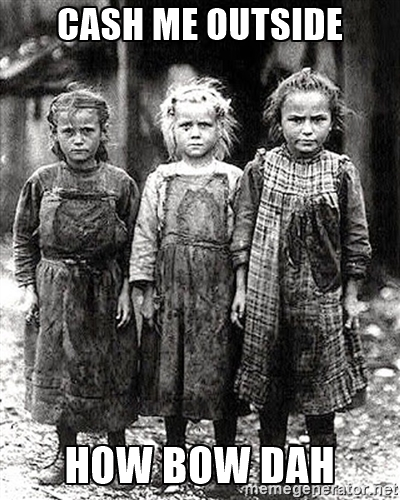 CASH ME OUTSIDE
HOW BOW DAH
memegenerator.net